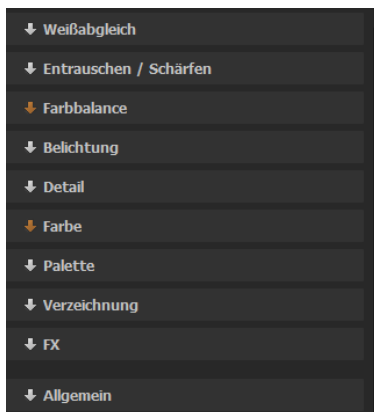 Weißabgleich
Entrauschen / Schärfen
Farbbalance
Belichtung
Detail
Farbe
Palette
Verzeichnung
FX
Allgemein